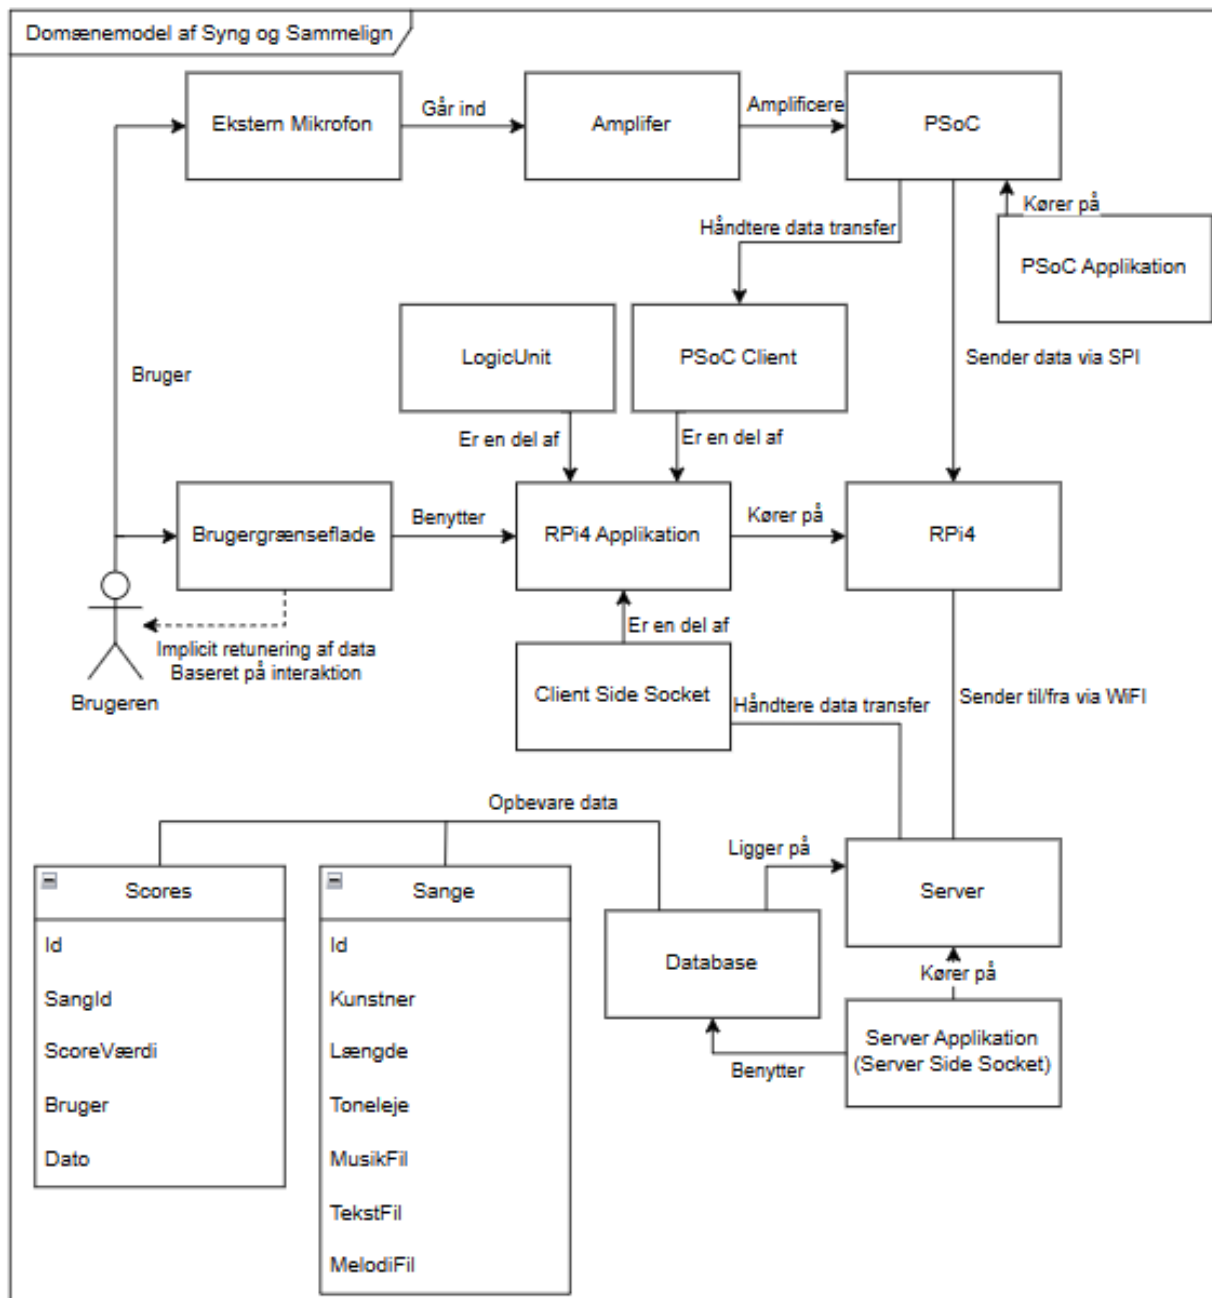 Domænemodel af Syng og Sammelign
Ekstern Mikrofon
Går ind
Amplifer
Amplificere
PSoC
Kører på
PSoC Applikation
Håndtere data transfer
LogicUnit
PSoC Client
Sender data via SPI
Bruger
Er en del af
Er en del af
Brugergrænseflade
Benytter
RPi4 Applikation
Kører på
RPi4
Implicit retunering af data
Baseret på interaktion
Brugeren
Er en del af
Client Side Socket
Håndtere data transfer
Sender til/fra via WiFI
Opbevare data
Ligger på
Scores
Id
SangId
ScoreVærdi
Bruger
Dato
Sange
Id
Kunstner
Længde
Toneleje
MusikFil
TekstFil
MelodiFil
Database
Server
Kører på
Benytter
Server Applikation
(Server Side Socket)